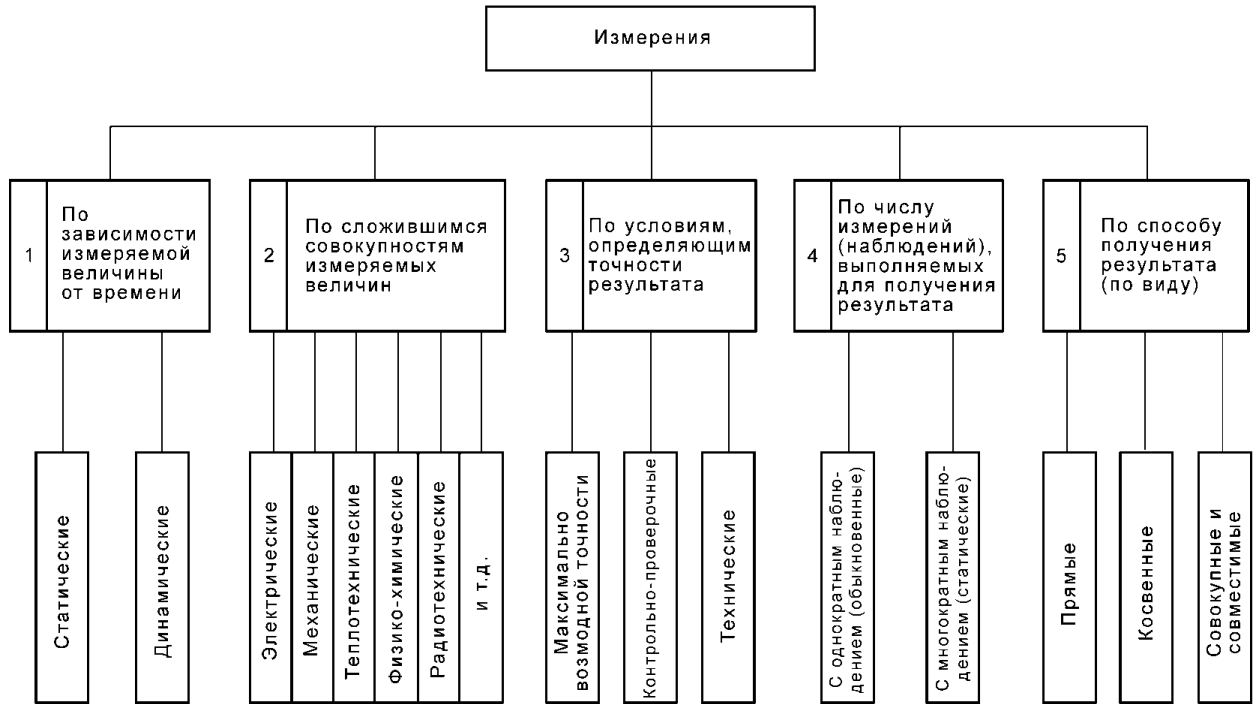 Измерения
1
По
зависимости
измеряемой
величины
от времени
2
По сложившимся
совокупностям
измеряемых
величин
3
По условиям,
определяющим
точности
результата
4
По числу
измерений
(наблюдений),
выполняемых
для получения
результата
5
По способу
получения
результата
(по виду)
Статические
Динамические
Электрические
Механические
Теплотехнические
Физико-химические
Радиотехнические
и т.д.
Максимально
возмодной точности
Контрольно-проверочные
Технические
С однократным наблю-
дением (обыкновенные)
С многократным наблю-
дением (статические)
Прямые
Косвенные
Совокупные и
совместимые